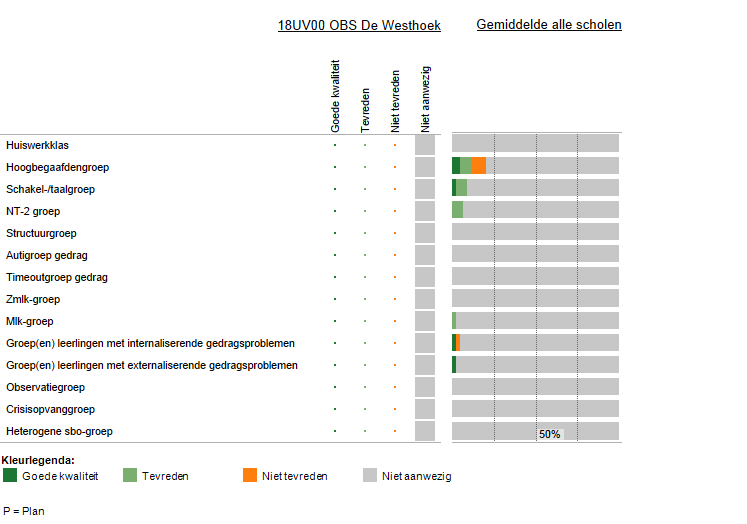 18UV00 OBS De Westhoek
Gemiddelde alle scholen
Goede kwaliteit
Tevreden
Niet tevreden
Niet aanwezig
Huiswerkklas
Hoogbegaafdengroep
Schakel-/taalgroep
NT-2 groep
Structuurgroep
Autigroep gedrag
Timeoutgroep gedrag
Zmlk-groep
Mlk-groep
Groep(en) leerlingen met internaliserende gedragsproblemen
Groep(en) leerlingen met externaliserende gedragsproblemen
Observatiegroep
Crisisopvanggroep
Heterogene sbo-groep
50%
Kleurlegenda:
Goede kwaliteit Tevreden Niet tevreden Niet aanwezig
P = Plan